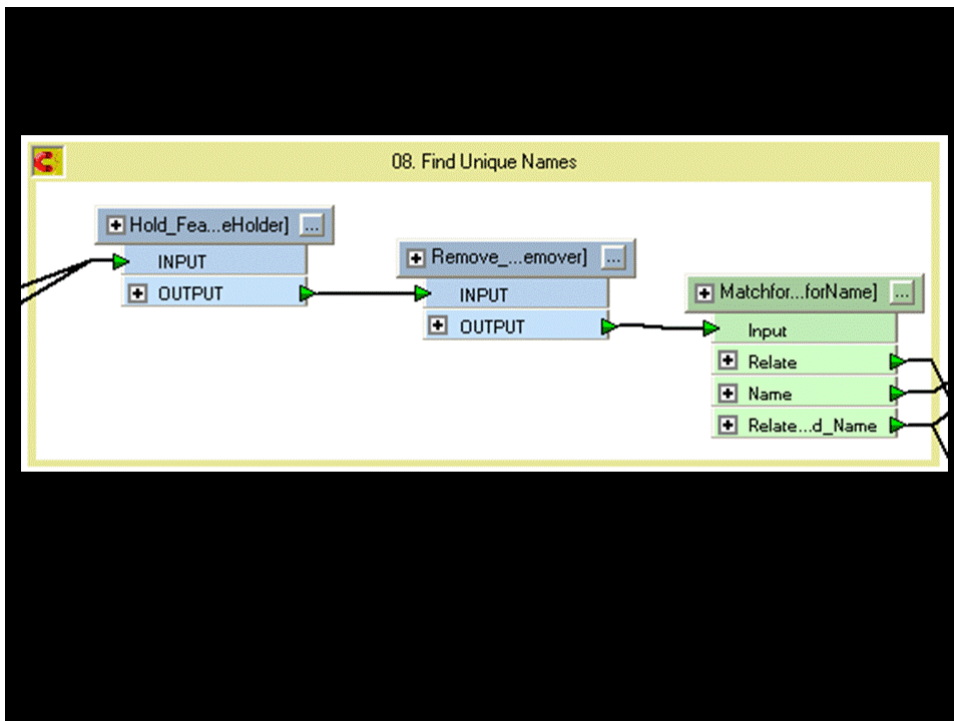 08. Find Unique Names
Hold_Fea...eHolder] ...
INPUT
OUTPUT
Remove_...emover] ...
INPUT
OUTPUT
Matchfor...forName] ...
Input
Relate
Name
Relate...d_Name